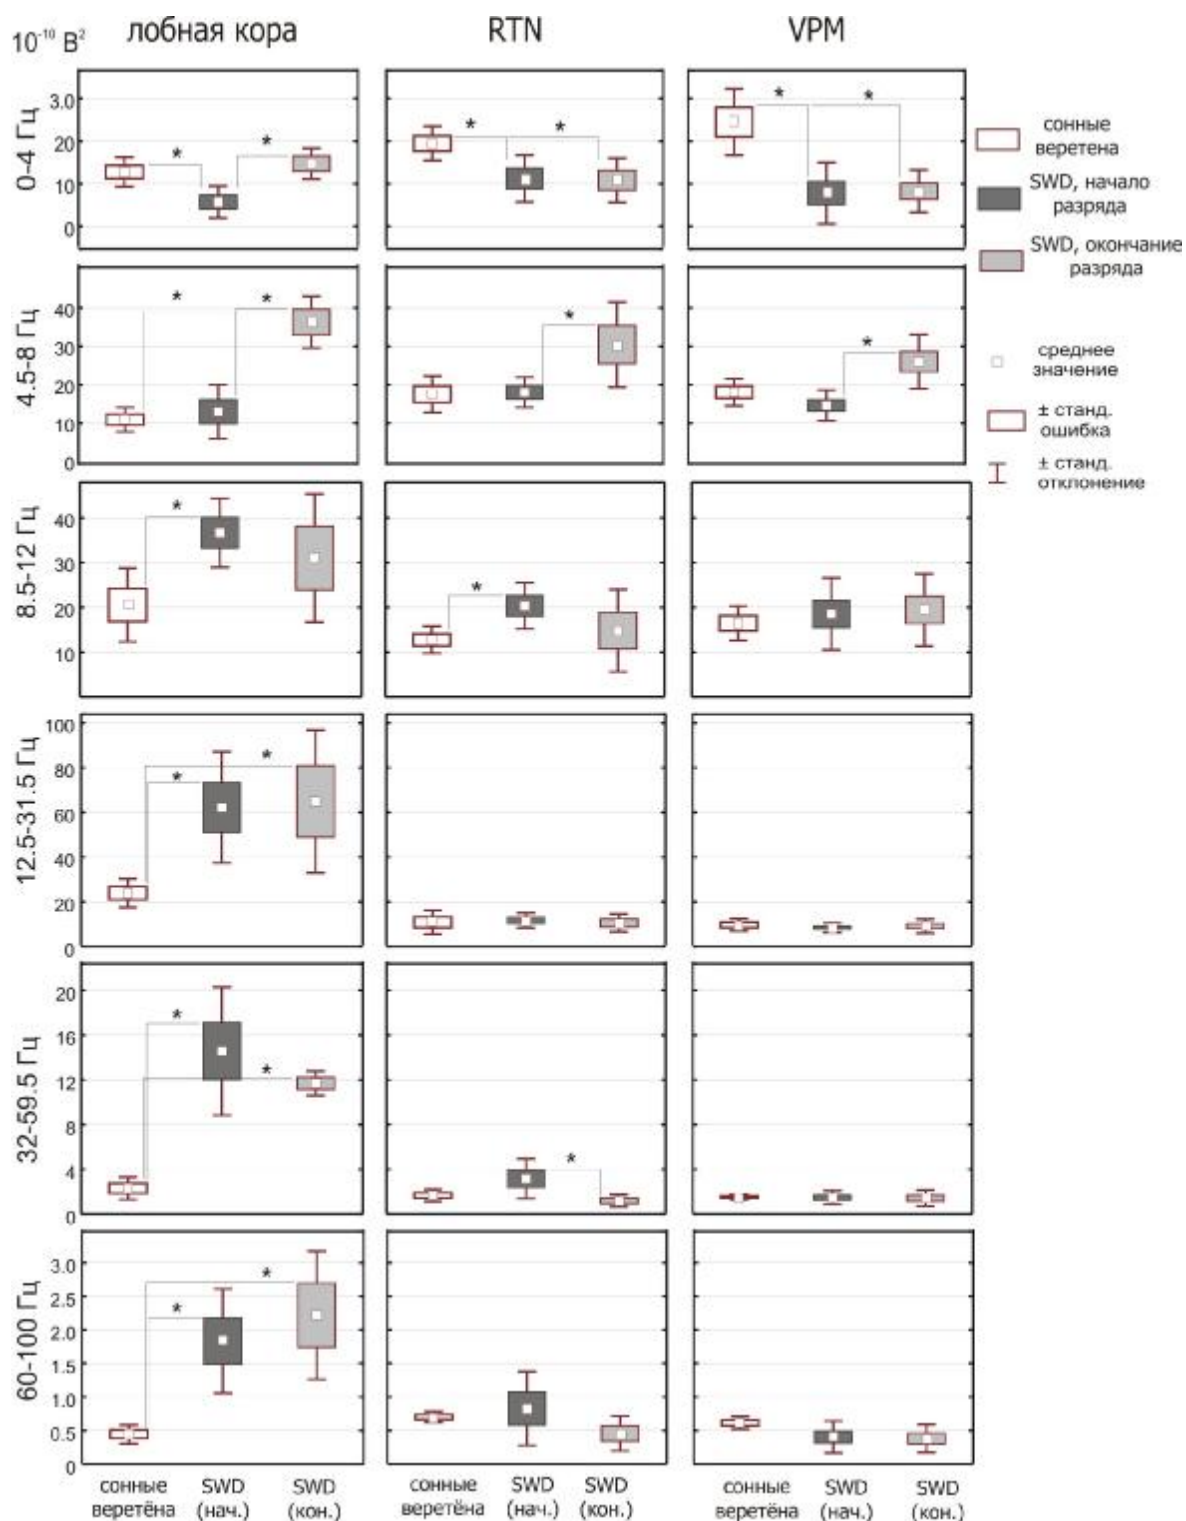 лобная кора RTN VPM
10⁻¹⁰ В²
0-4 Гц
3.0
20
10
0
* * * * * *
4.5-8 Гц
40
30
20
10
0
* * * *
8.5-12 Гц
40
30
20
10
* *
12.5-31.5 Гц
100
80
60
40
20
0
* *
32-59.5 Гц
20
16
12
8
4
0
* * *
60-100 Гц
3.0
2.5
2.0
1.5
1.0
0.5
0
* *
сонные
веретёна
SWD
(нач.)
SWD
(кон.)
сонные
веретёна
SWD
(нач.)
SWD
(кон.)
сонные
веретёна
SWD
(нач.)
SWD
(кон.)
сонные
веретена
SWD, начало
разряда
SWD, окончание
разряда
среднее
значение
± станд.
ошибка
± станд.
отклонение